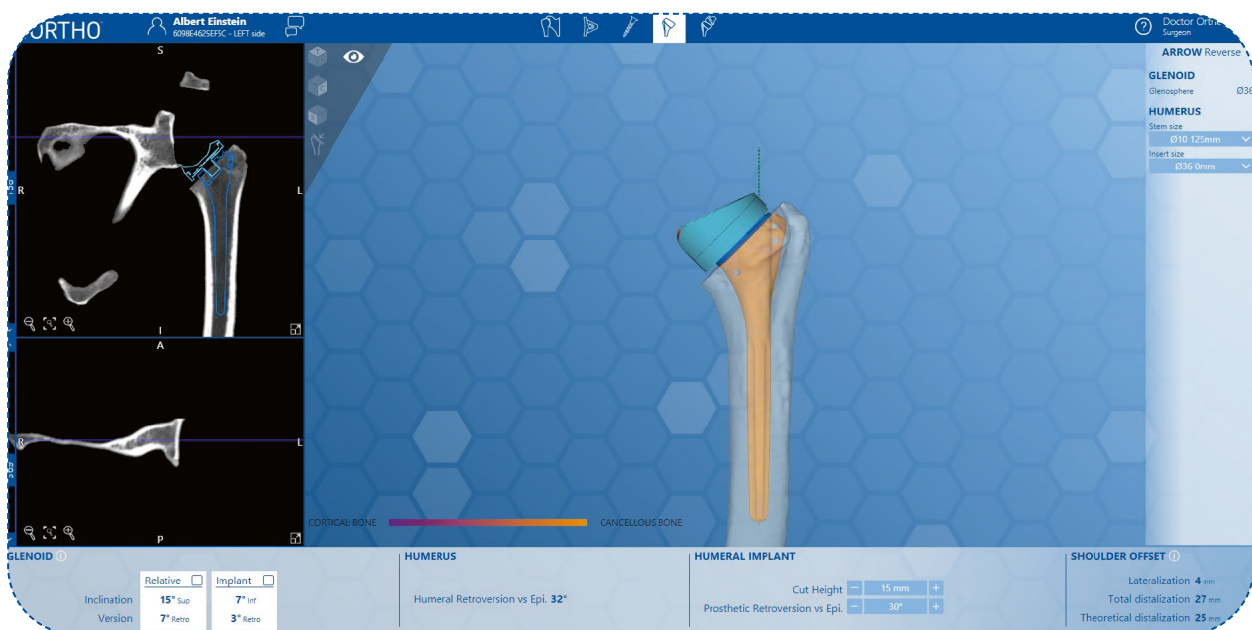 ORTHO
Albert Einstein
6098E4625EF5C - LEFT side
?
Doctor Ortho
Surgeon
S
R
L
I
A
R
L
P
CORTICAL BONE
CANCELLOUS BONE
ARROW Reverse
GLENOID
Glenosphere Ø36
HUMERUS
Stem size
Ø10 125mm
Insert size
Ø36 0mm
GLENOID
Relative Implant
Inclination 15° Sup 7° Inf
Version 7° Retro 3° Retro
HUMERUS
Humeral Retroversion vs Epi. 32°
HUMERAL IMPLANT
Cut Height − 15 mm +
Prosthetic Retroversion vs Epi. − 30° +
SHOULDER OFFSET
Lateralization 4 mm
Total distalization 27 mm
Theoretical distalization 25 mm